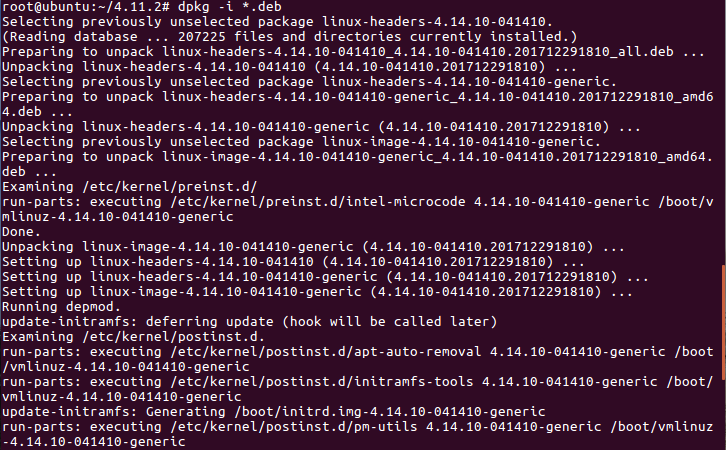 root@ubuntu:~/4.11.2# dpkg -i *.deb
Selecting previously unselected package linux-headers-4.14.10-041410.
(Reading database ... 207225 files and directories currently installed.)
Preparing to unpack linux-headers-4.14.10-041410_4.14.10-041410.201712291810_all.deb ...
Unpacking linux-headers-4.14.10-041410 (4.14.10-041410.201712291810) ...
Selecting previously unselected package linux-headers-4.14.10-041410-generic.
Preparing to unpack linux-headers-4.14.10-041410-generic_4.14.10-041410.201712291810_amd6
4.deb ...
Unpacking linux-headers-4.14.10-041410-generic (4.14.10-041410.201712291810) ...
Selecting previously unselected package linux-image-4.14.10-041410-generic.
Preparing to unpack linux-image-4.14.10-041410-generic_4.14.10-041410.201712291810_amd64.
deb ...
Examining /etc/kernel/preinst.d/
run-parts: executing /etc/kernel/preinst.d/intel-microcode 4.14.10-041410-generic /boot/v
mlinuz-4.14.10-041410-generic
Done.
Unpacking linux-image-4.14.10-041410-generic (4.14.10-041410.201712291810) ...
Setting up linux-headers-4.14.10-041410 (4.14.10-041410.201712291810) ...
Setting up linux-headers-4.14.10-041410-generic (4.14.10-041410.201712291810) ...
Setting up linux-image-4.14.10-041410-generic (4.14.10-041410.201712291810) ...
Running depmod.
update-initramfs: deferring update (hook will be called later)
Examining /etc/kernel/postinst.d.
run-parts: executing /etc/kernel/postinst.d/apt-auto-removal 4.14.10-041410-generic /boot
/vmlinuz-4.14.10-041410-generic
run-parts: executing /etc/kernel/postinst.d/initramfs-tools 4.14.10-041410-generic /boot/
vmlinuz-4.14.10-041410-generic
update-initramfs: Generating /boot/initrd.img-4.14.10-041410-generic
run-parts: executing /etc/kernel/postinst.d/pm-utils 4.14.10-041410-generic /boot/vmlinuz
-4.14.10-041410-generic